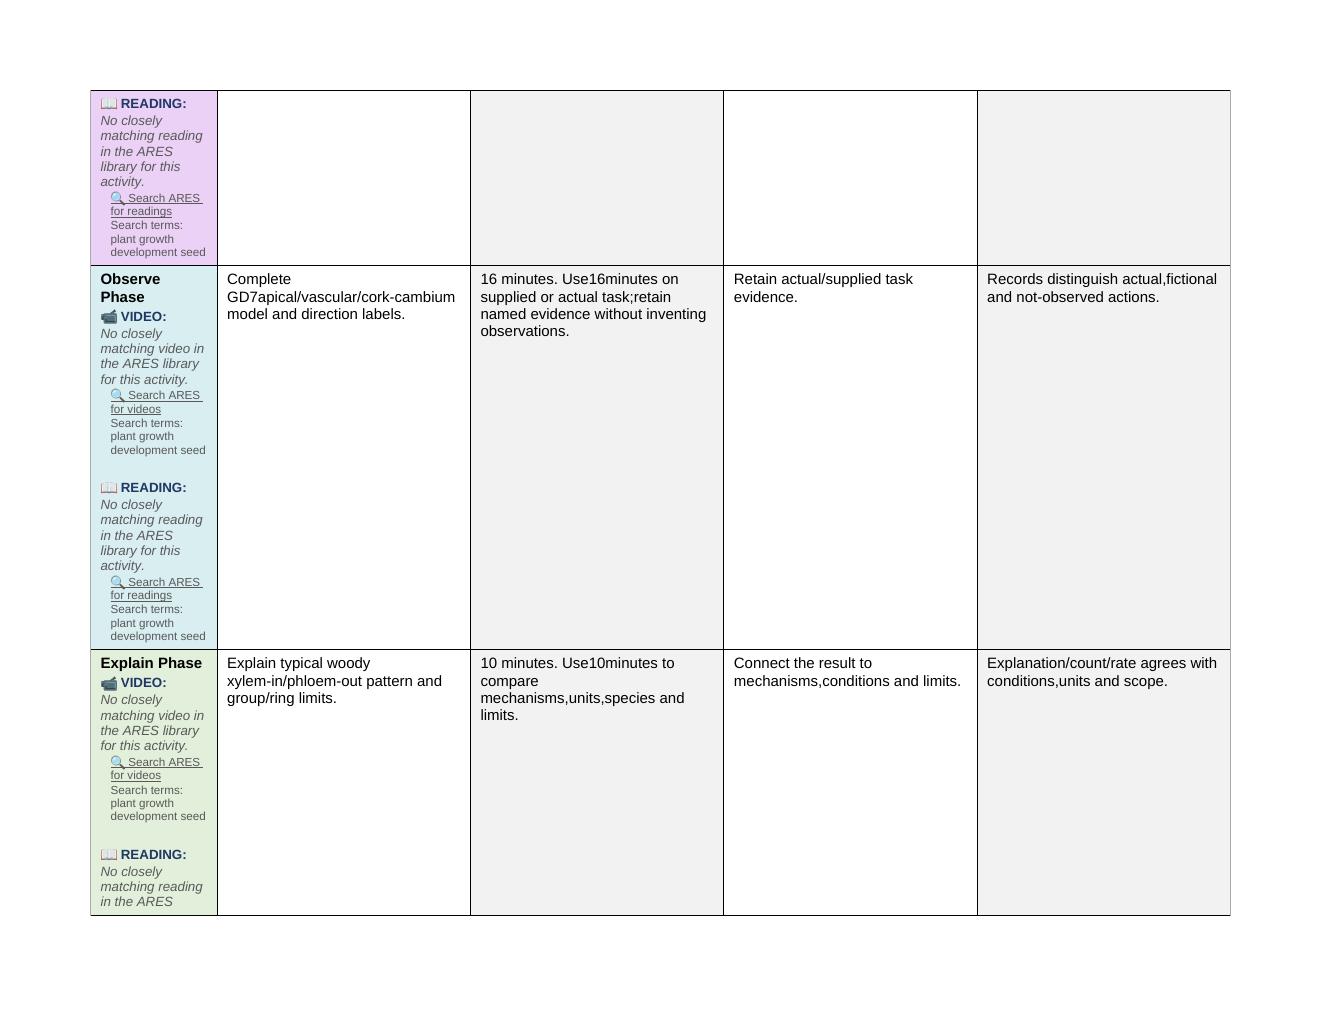 📖 READING:
No closely
matching reading
in the ARES
library for this
activity.
🔍 Search ARES
for readings
Search terms:
plant growth
development seed
Observe
Phase
📹 VIDEO:
No closely
matching video in
the ARES library
for this activity.
🔍 Search ARES
for videos
Search terms:
plant growth
development seed
📖 READING:
No closely
matching reading
in the ARES
library for this
activity.
🔍 Search ARES
for readings
Search terms:
plant growth
development seed
Complete
GD7apical/vascular/cork-cambium
model and direction labels.
16 minutes. Use16minutes on
supplied or actual task;retain
named evidence without inventing
observations.
Retain actual/supplied task
evidence.
Records distinguish actual,fictional
and not-observed actions.
Explain Phase
📹 VIDEO:
No closely
matching video in
the ARES library
for this activity.
🔍 Search ARES
for videos
Search terms:
plant growth
development seed
📖 READING:
No closely
matching reading
in the ARES
Explain typical woody
xylem-in/phloem-out pattern and
group/ring limits.
10 minutes. Use10minutes to
compare
mechanisms,units,species and
limits.
Connect the result to
mechanisms,conditions and limits.
Explanation/count/rate agrees with
conditions,units and scope.